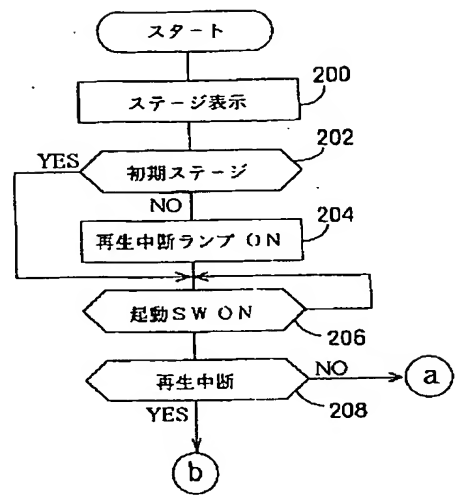 スタート
200
ステージ表示
202
YES
初期ステージ
NO
204
再生中断ランプ ON
起動SW ON
206
再生中断
NO
a
208
YES
b